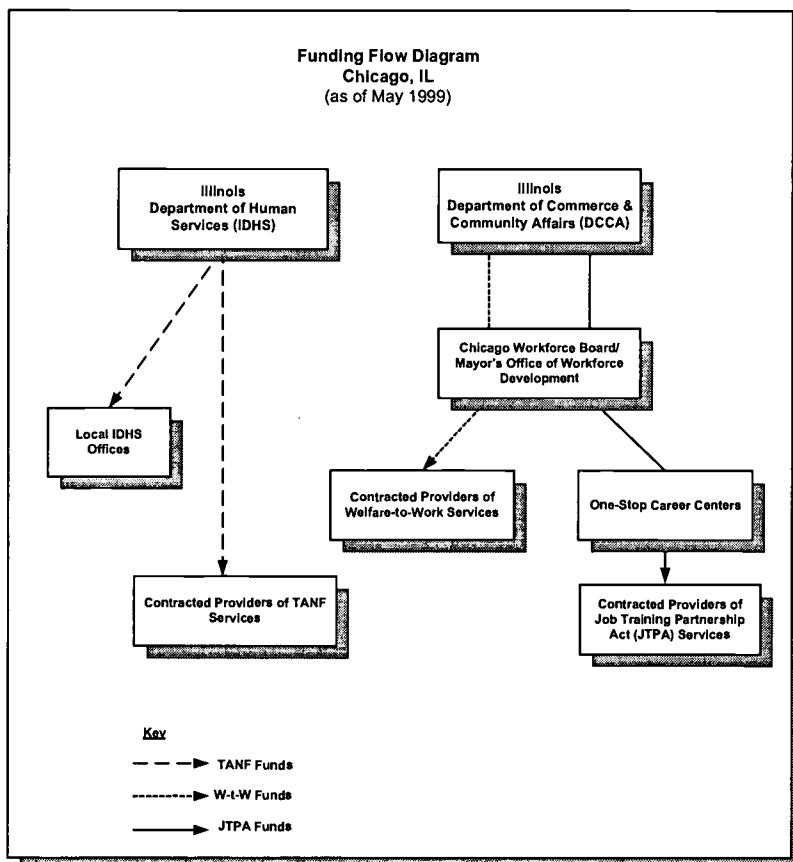 Funding Flow Diagram
Chicago, IL
(as of May 1999)
Illinois
Department of Human
Services (IDHS)
Illinois
Department of Commerce &
Community Affairs (DCCA)
Chicago Workforce Board/
Mayor's Office of Workforce
Development
Local IDHS
Offices
Contracted Providers of
Welfare-to-Work Services
One-Stop Career Centers
Contracted Providers of TANF
Services
Contracted Providers of
Job Training Partnership
Act (JTPA) Services
Key
TANF Funds
W-t-W Funds
JTPA Funds